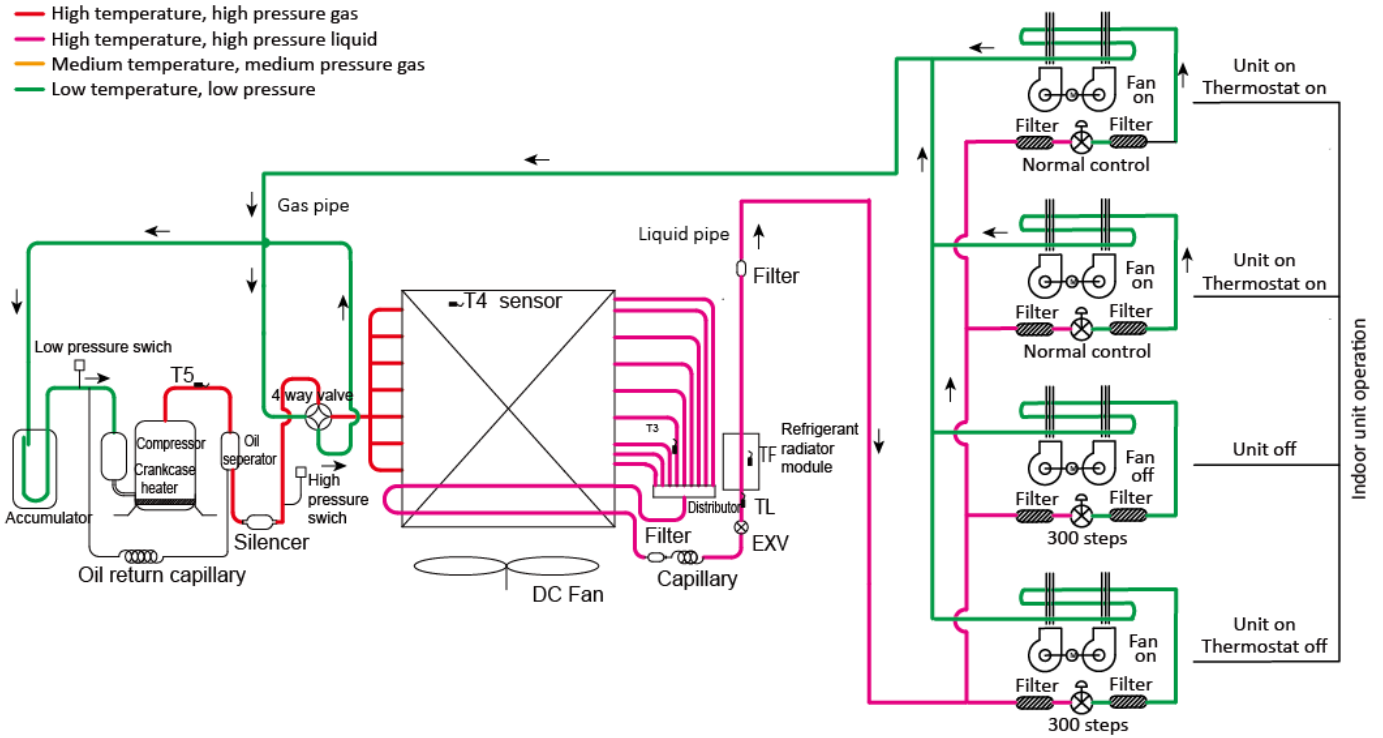 High temperature, high pressure gas
High temperature, high pressure liquid
Medium temperature, medium pressure gas
Low temperature, low pressure
Gas pipe
Liquid pipe
Filter
T4 sensor
Low pressure swich
T5
4 way valve
Compressor
Crankcase
heater
Oil
seperator
High
pressure
swich
Accumulator
Silencer
Oil return capillary
T3
Distributor
TF
Refrigerant
radiator
module
TL
EXV
Filter
Capillary
DC Fan
M
Fan
on
Filter
Filter
Normal control
Unit on
Thermostat on
M
Fan
on
Filter
Filter
Normal control
Unit on
Thermostat on
M
Fan
off
Filter
Filter
300 steps
Unit off
M
Fan
on
Filter
Filter
300 steps
Unit on
Thermostat off
Indoor unit operation